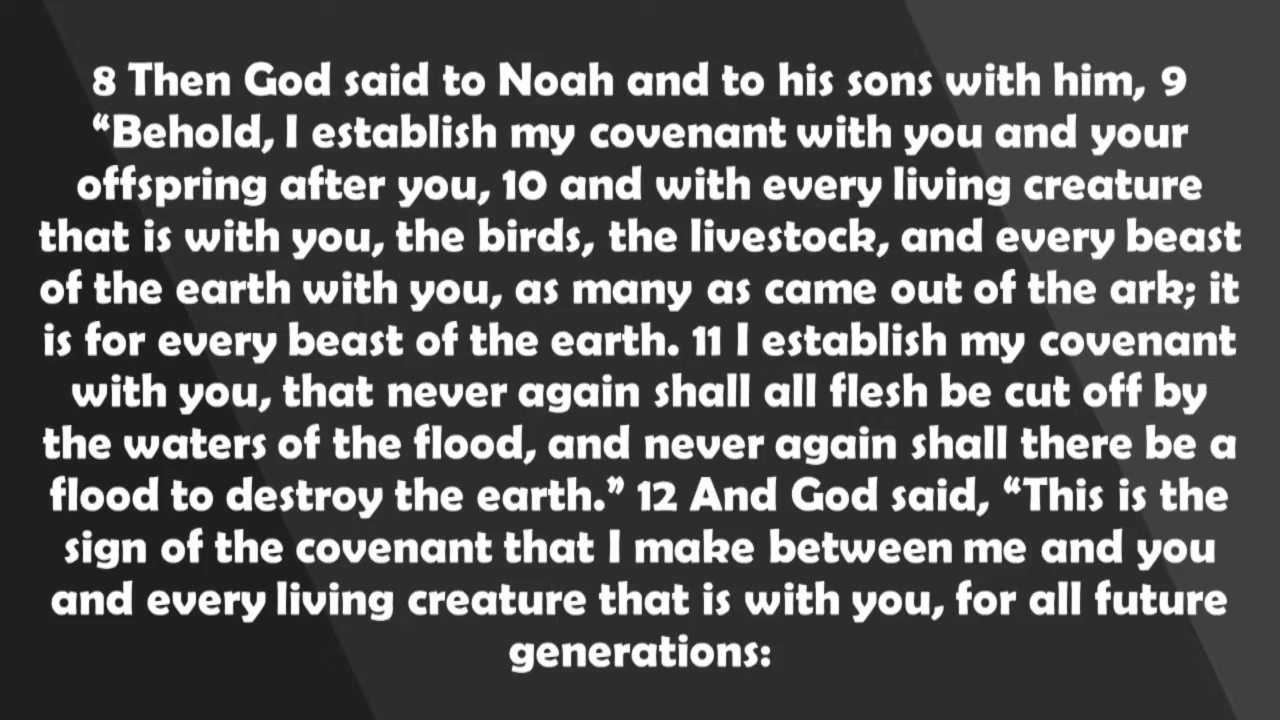 8 Then God said to Noah and to his sons with him, 9
“Behold, I establish my covenant with you and your
offspring after you, 10 and with every living creature
that is with you, the birds, the livestock, and every beast
of the earth with you, as many as came out of the ark; it
is for every beast of the earth. 11 I establish my covenant
with you, that never again shall all flesh be cut off by
the waters of the flood, and never again shall there be a
flood to destroy the earth.” 12 And God said, “This is the
sign of the covenant that I make between me and you
and every living creature that is with you, for all future
generations: